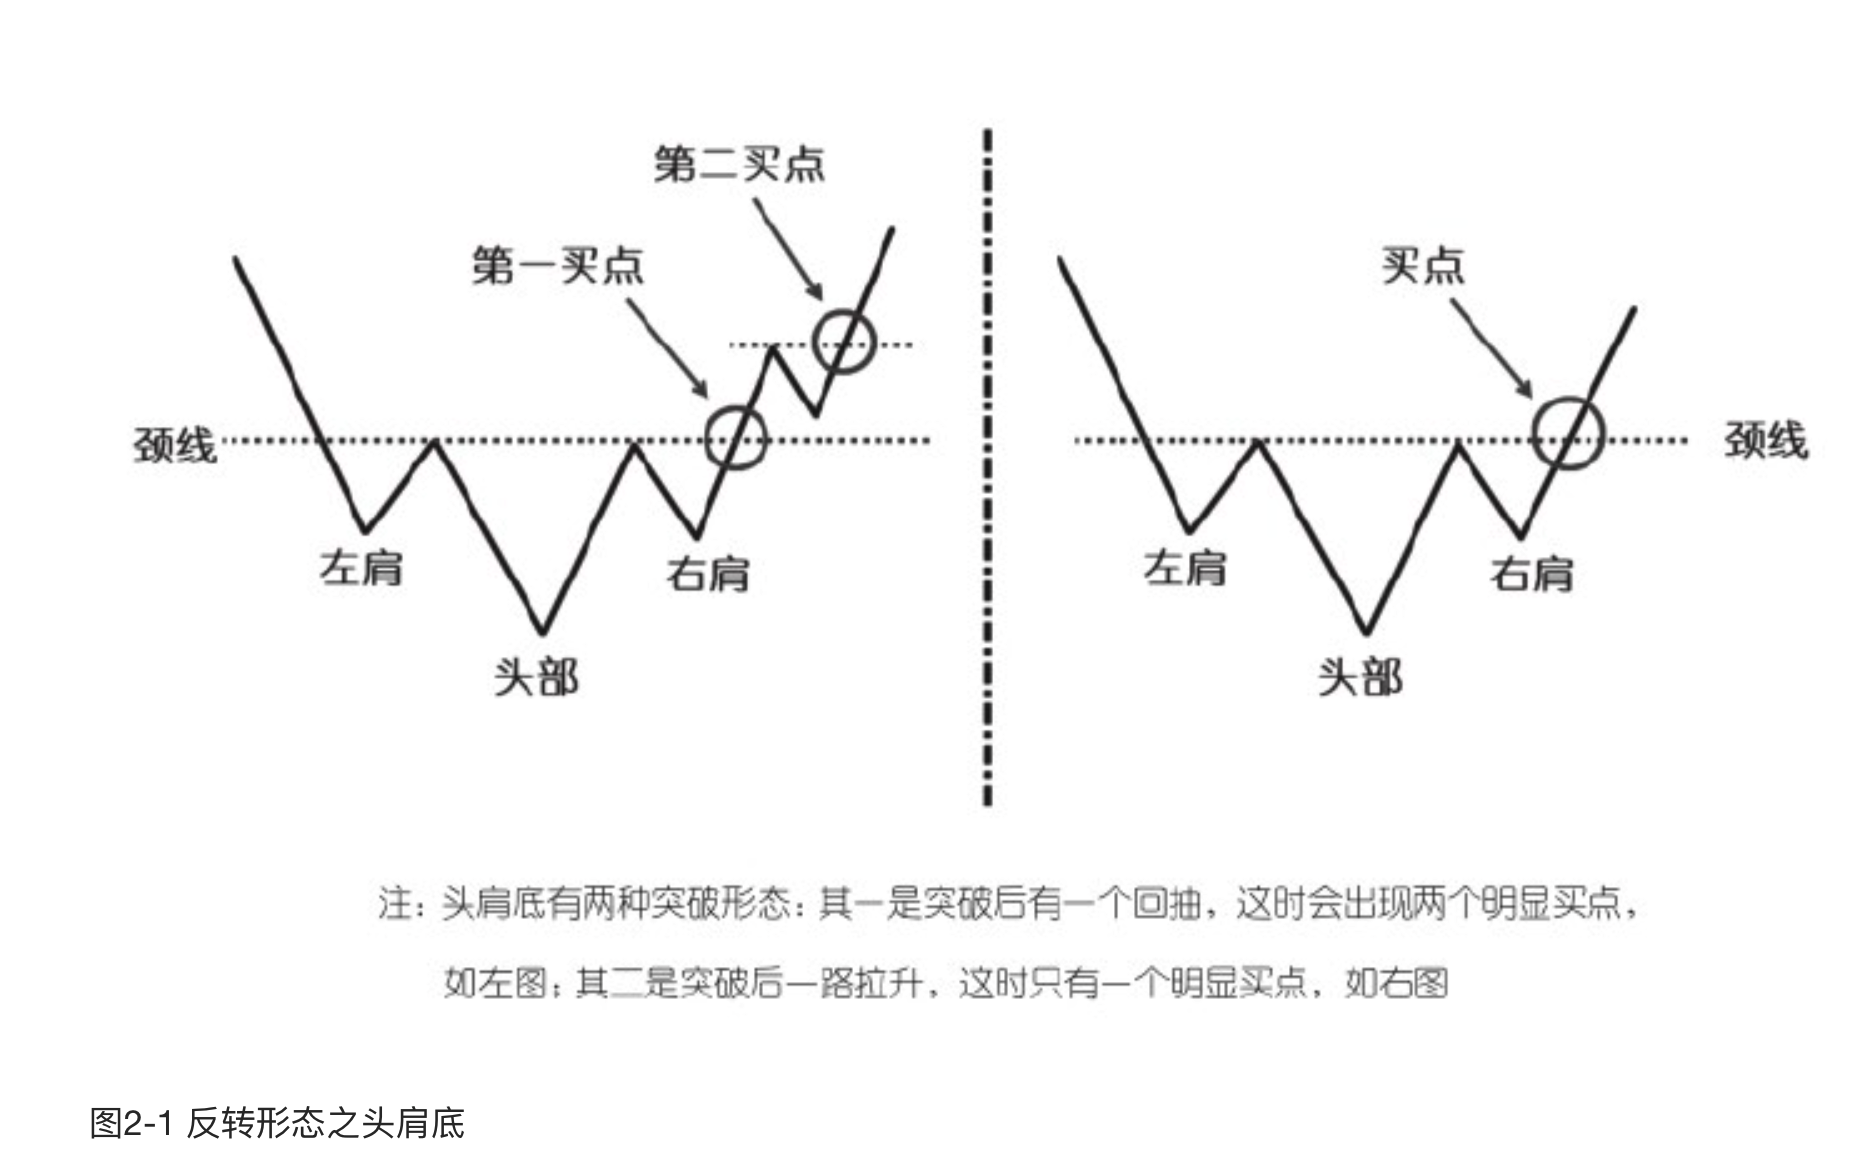 第二买点
第一买点
买点
颈线
颈线
左肩
右肩
左肩
右肩
头部
头部
注：头肩底有两种突破形态：其一是突破后有一个回抽，这时会出现两个明显买点，
如左图；其二是突破后一路拉升，这时只有一个明显买点，如右图
图2-1 反转形态之头肩底